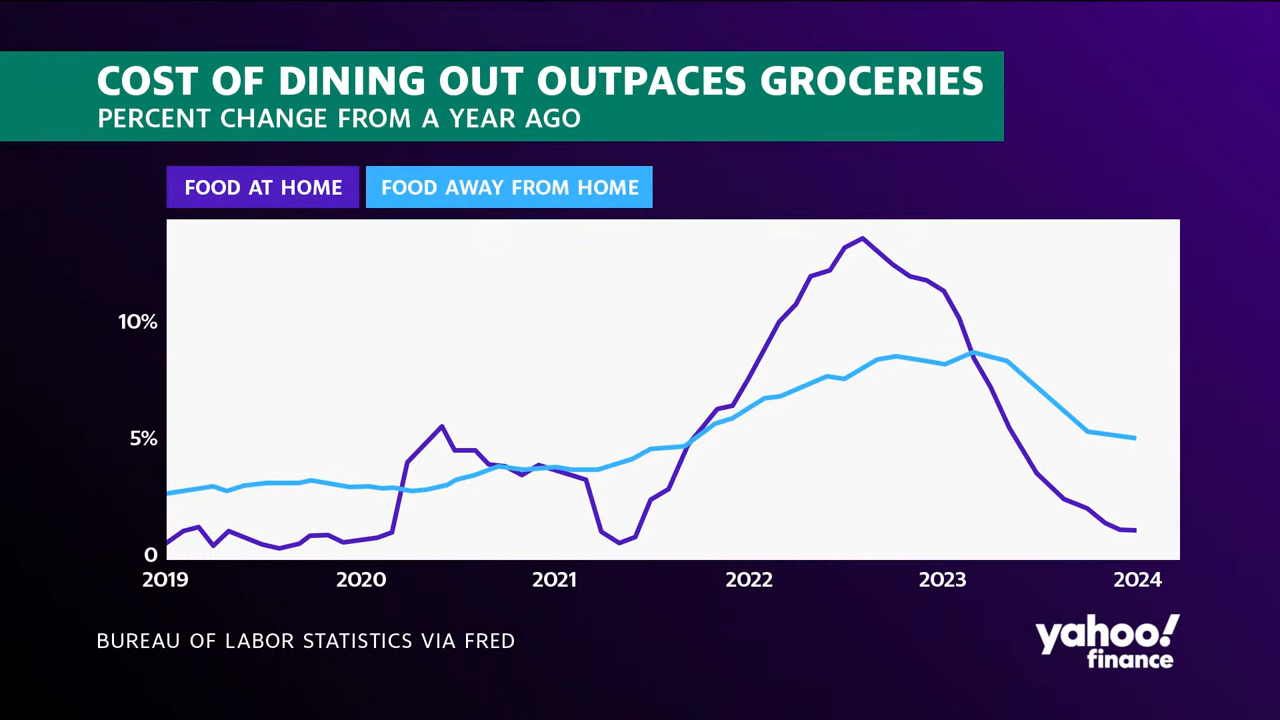 COST OF DINING OUT OUTPACES GROCERIES
PERCENT CHANGE FROM A YEAR AGO
FOOD AT HOME
FOOD AWAY FROM HOME
10%
5%
0
2019 2020 2021 2022 2023 2024
BUREAU OF LABOR STATISTICS VIA FRED
yahoo!
finance